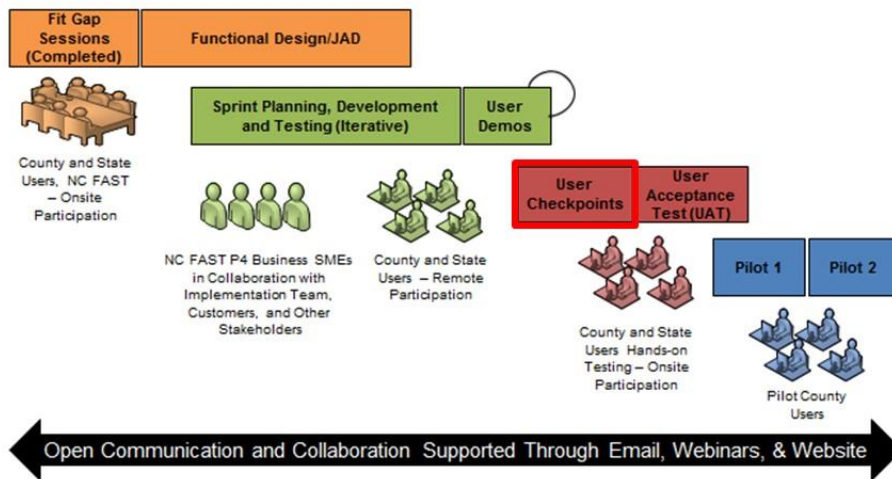 Fit Gap
Sessions
(Completed)
Functional Design/JAD
County and State
Users, NC FAST
– Onsite
Participation
Sprint Planning, Development
and Testing (Iterative)
User
Demos
NC FAST P4 Business SMEs
in Collaboration with
Implementation Team,
Customers, and Other
Stakeholders
County and State
Users – Remote
Participation
User
Checkpoints
User
Acceptance
Test (UAT)
County and State
Users Hands-on
Testing – Onsite
Participation
Pilot 1
Pilot 2
Pilot County
Users
Open Communication and Collaboration Supported Through Email, Webinars, & Website